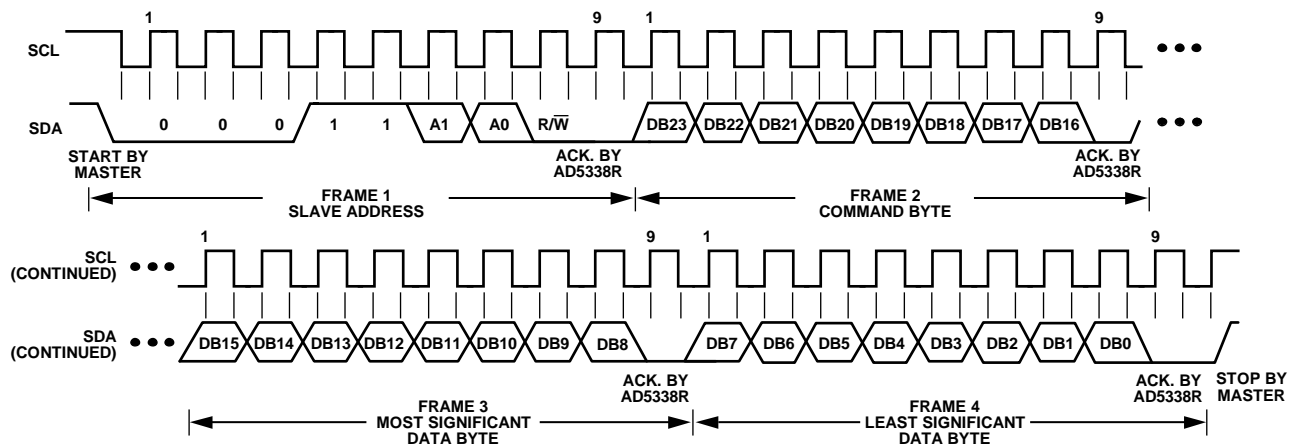 1 9 1 9
SCL
SDA 0 0 0 1 1 A1 A0 R/W̅ DB23 DB22 DB21 DB20 DB19 DB18 DB17 DB16
START BY
MASTER
ACK. BY
AD5338R
ACK. BY
AD5338R
FRAME 1
SLAVE ADDRESS
FRAME 2
COMMAND BYTE
1 9 1 9
SCL
(CONTINUED)
SDA
(CONTINUED)
DB15 DB14 DB13 DB12 DB11 DB10 DB9 DB8 DB7 DB6 DB5 DB4 DB3 DB2 DB1 DB0
ACK. BY
AD5338R
ACK. BY
AD5338R
STOP BY
MASTER
FRAME 3
MOST SIGNIFICANT
DATA BYTE
FRAME 4
LEAST SIGNIFICANT
DATA BYTE